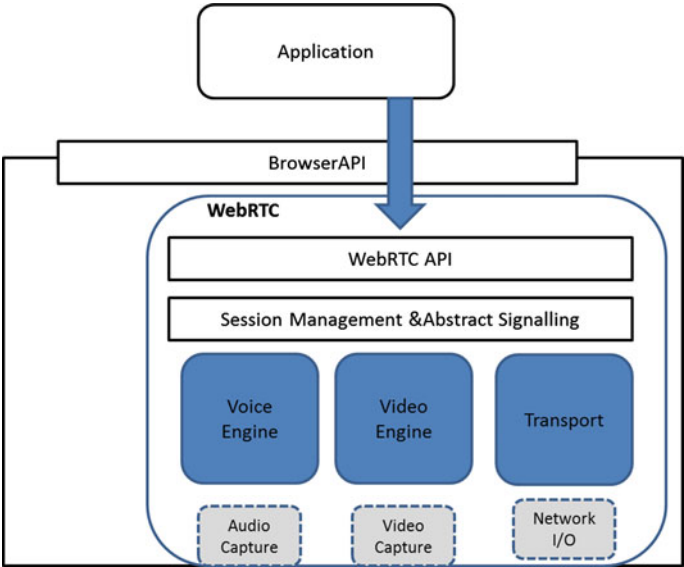 Application
BrowserAPI
WebRTC
WebRTC API
Session Management &Abstract Signalling
Voice
Engine
Video
Engine
Transport
Audio
Capture
Video
Capture
Network
I/O